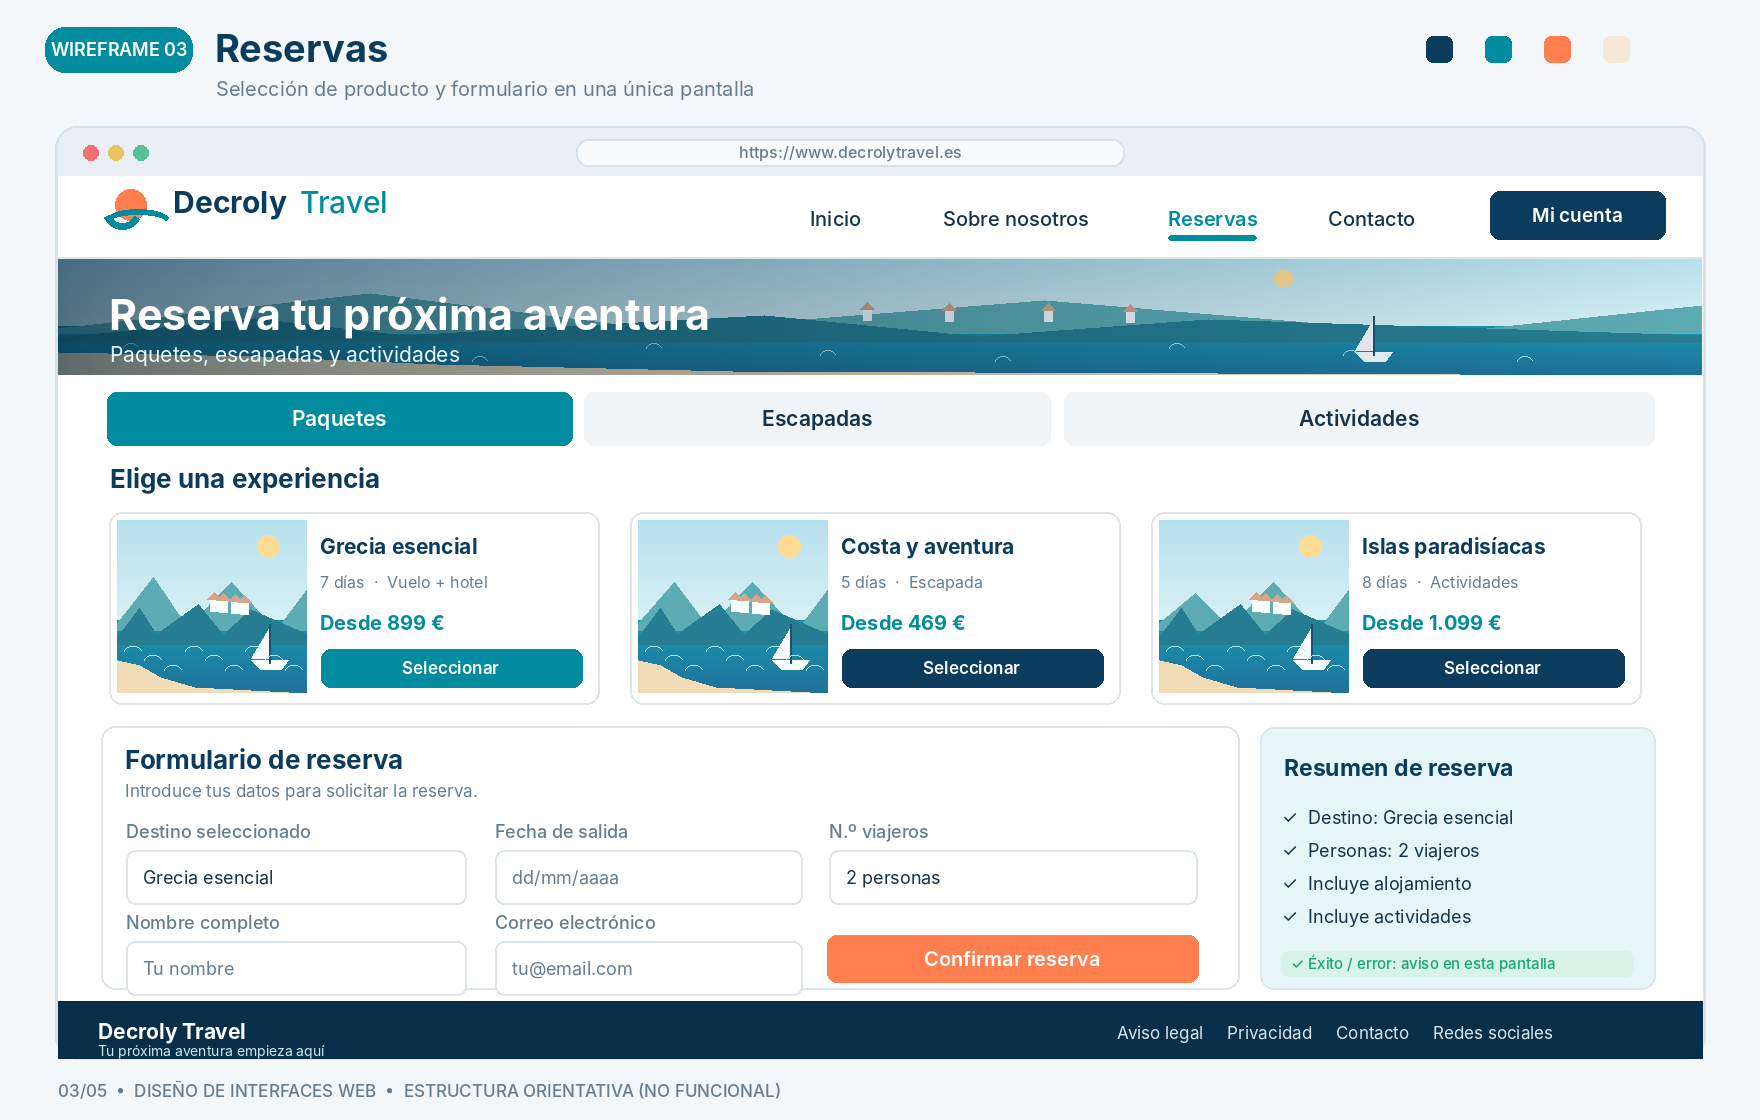 WIREFRAME 03
Reservas
Selección de producto y formulario en una única pantalla
https://www.decrolytravel.es
Decroly Travel
Inicio
Sobre nosotros
Reservas
Contacto
Mi cuenta
Reserva tu próxima aventura
Paquetes, escapadas y actividades
Paquetes
Escapadas
Actividades
Elige una experiencia
Grecia esencial
7 días · Vuelo + hotel
Desde 899 €
Seleccionar
Costa y aventura
5 días · Escapada
Desde 469 €
Seleccionar
Islas paradisíacas
8 días · Actividades
Desde 1.099 €
Seleccionar
Formulario de reserva
Introduce tus datos para solicitar la reserva.
Destino seleccionado
Grecia esencial
Fecha de salida
dd/mm/aaaa
N.º viajeros
2 personas
Nombre completo
Tu nombre
Correo electrónico
tu@email.com
Confirmar reserva
Resumen de reserva
✓ Destino: Grecia esencial
✓ Personas: 2 viajeros
✓ Incluye alojamiento
✓ Incluye actividades
✓ Éxito / error: aviso en esta pantalla
Decroly Travel
Tu próxima aventura empieza aquí
Aviso legal
Privacidad
Contacto
Redes sociales
03/05 • DISEÑO DE INTERFACES WEB • ESTRUCTURA ORIENTATIVA (NO FUNCIONAL)